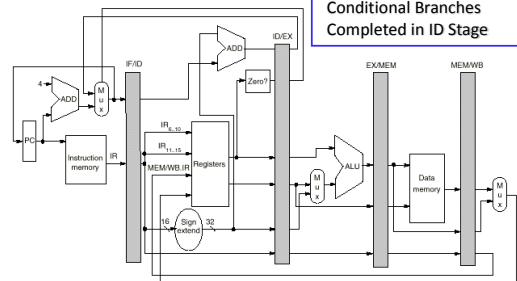 Conditional Branches
Completed in ID Stage
ID/EX
IF/ID
ADD
EX/MEM
MEM/WB
Zero?
4
ADD
M
u
x
PC
Instruction
memory
IR
IR6..10
IR11..15
MEM/WB.IR
Registers
ALU
M
u
x
Data
memory
M
u
x
16
Sign
extend
32